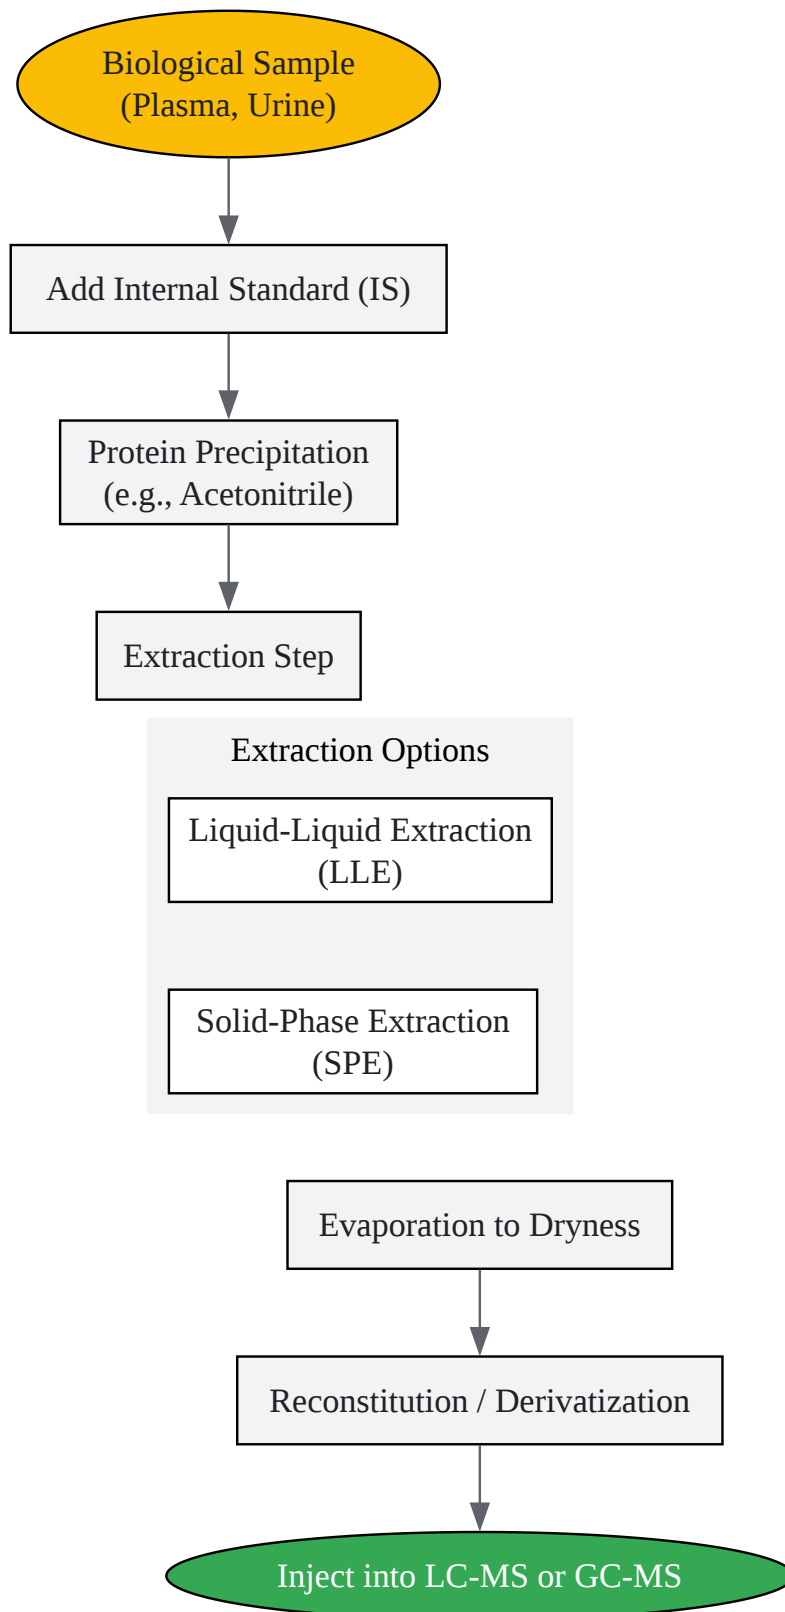 Biological Sample
(Plasma, Urine)
Add Internal Standard (IS)
Protein Precipitation
(e.g., Acetonitrile)
Extraction Step
Extraction Options
Liquid-Liquid Extraction
(LLE)
Solid-Phase Extraction
(SPE)
Evaporation to Dryness
Reconstitution / Derivatization
Inject into LC-MS or GC-MS